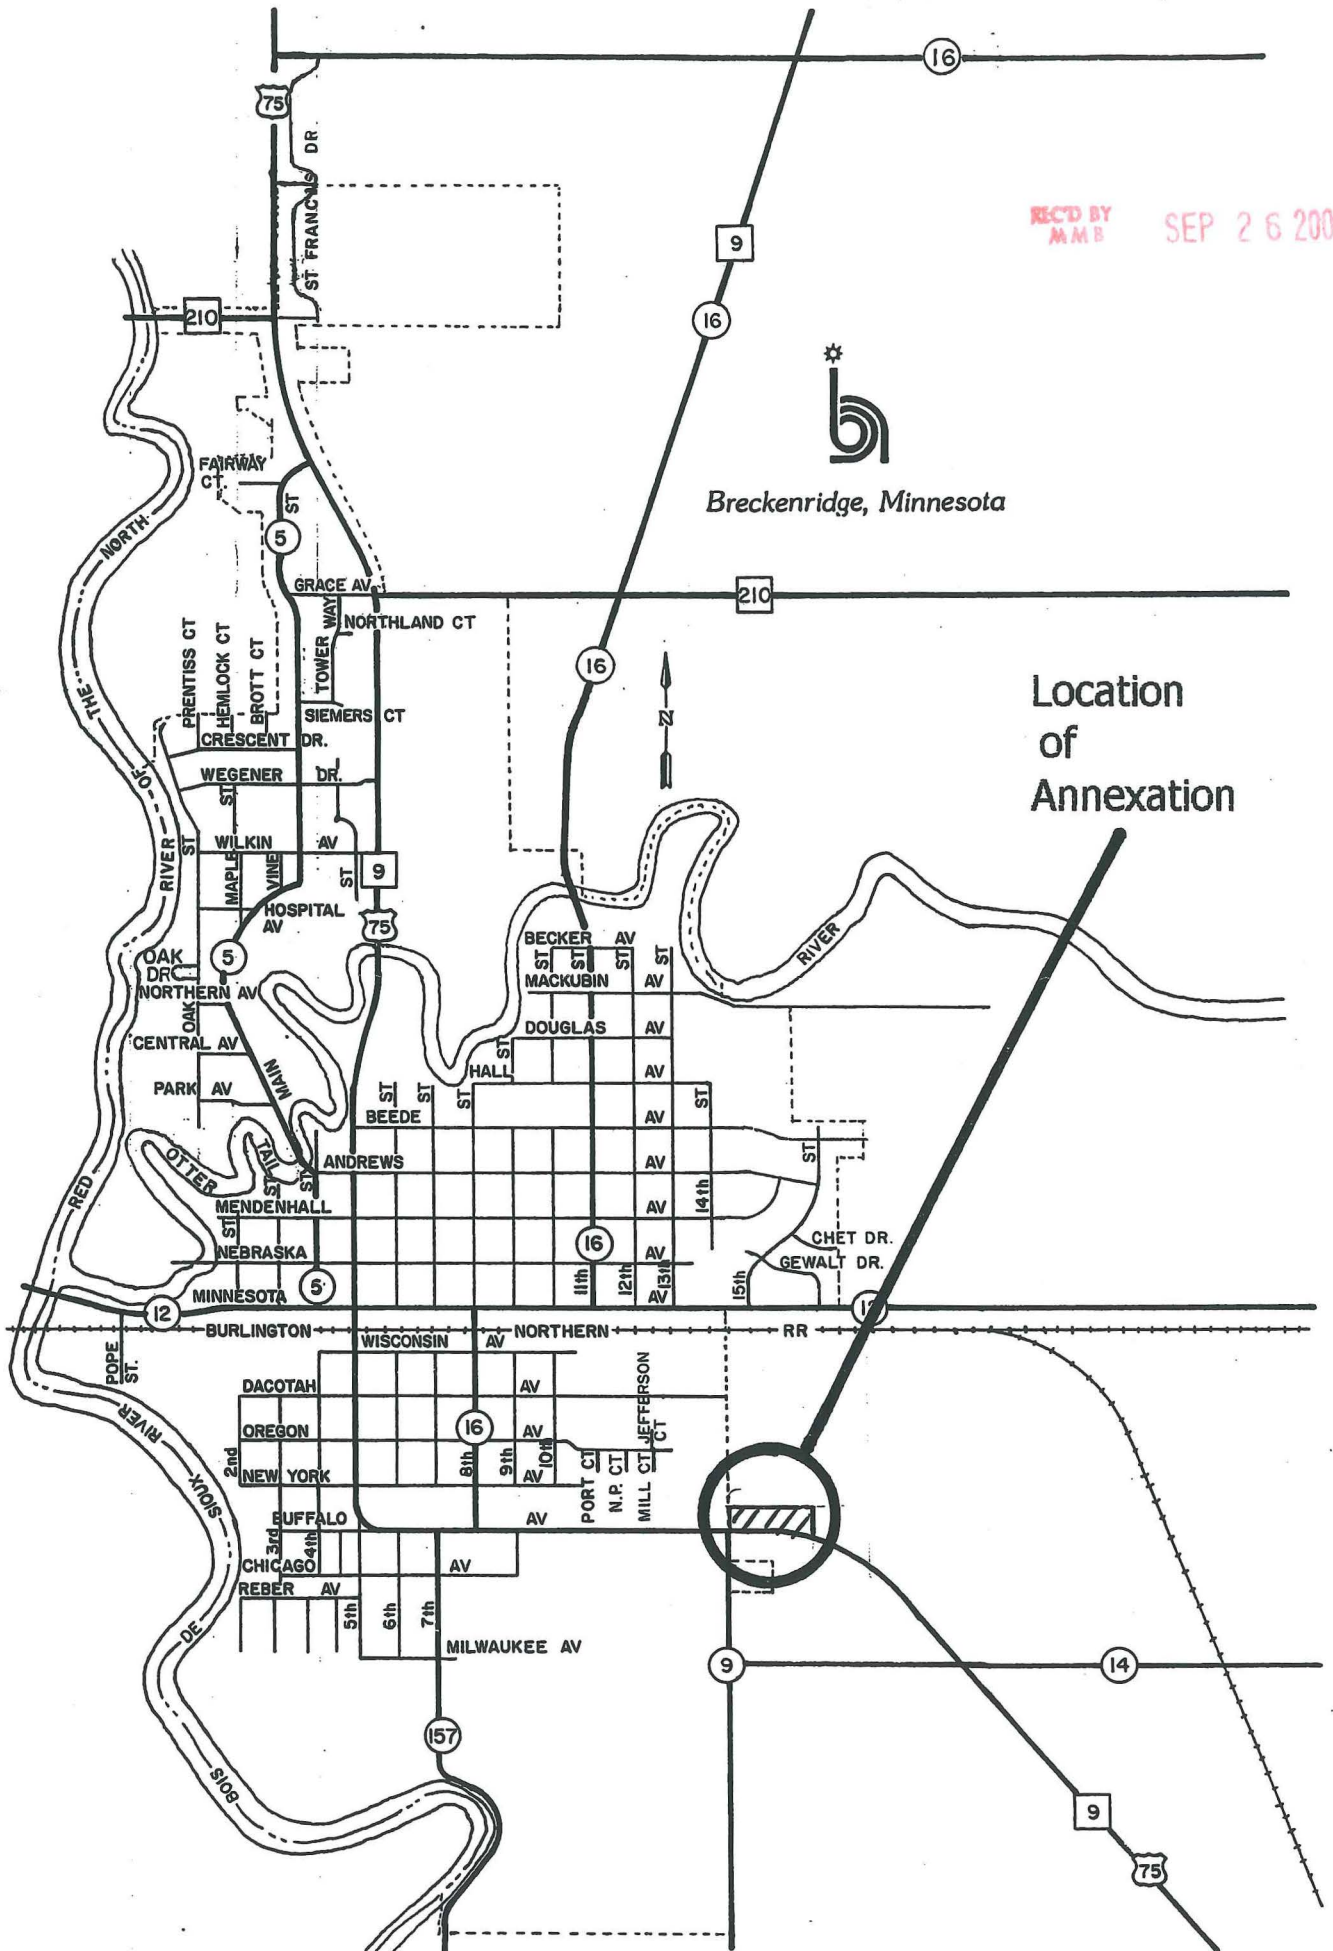 16
75
ST FRANCIS DR
REC'D BY
MMB
SEP 26 200
9
210
16
Breckenridge, Minnesota
FAIRWAY
CT.
ST
5
NORTH
GRACE AV
210
TOWER WAY
NORTHLAND CT
16
N
PRENTISS CT
HEMLOCK CT
BROTT CT
THE
SIEMERS CT
CRESCENT DR.
OF
WEGENER DR.
ST
Location
of
Annexation
WILKIN AV
ST
RIVER
MAPLE
VINE
ST
9
HOSPITAL
AV
75
BECKER AV
RIVER
OAK
DR
5
ST ST ST ST
MACKUBIN AV
NORTHERN AV
OAK
DOUGLAS AV
CENTRAL AV
MAIN
ST
HALL AV
PARK AV
ST ST ST ST
BEEDE AV
OTTER
TAIL
ST
ST
ANDREWS AV
ST
RED
MENDENHALL AV
14th
ST
CHET DR.
NEBRASKA AV
16
GEWALT DR.
5
11th
12th
13th
15th
MINNESOTA AV
12
12
BURLINGTON NORTHERN RR
POPE
ST.
WISCONSIN AV
DACOTAH AV
JEFFERSON
CT
OREGON AV
16
2nd
8th
9th
10th
NEW YORK AV
PORT CT
N.P. CT
MILL CT
RIVER
SIOUX
BUFFALO AV
3rd
4th
CHICAGO AV
REBER AV
5th
6th
7th
DE
MILWAUKEE AV
9
14
157
BOIS
9
75